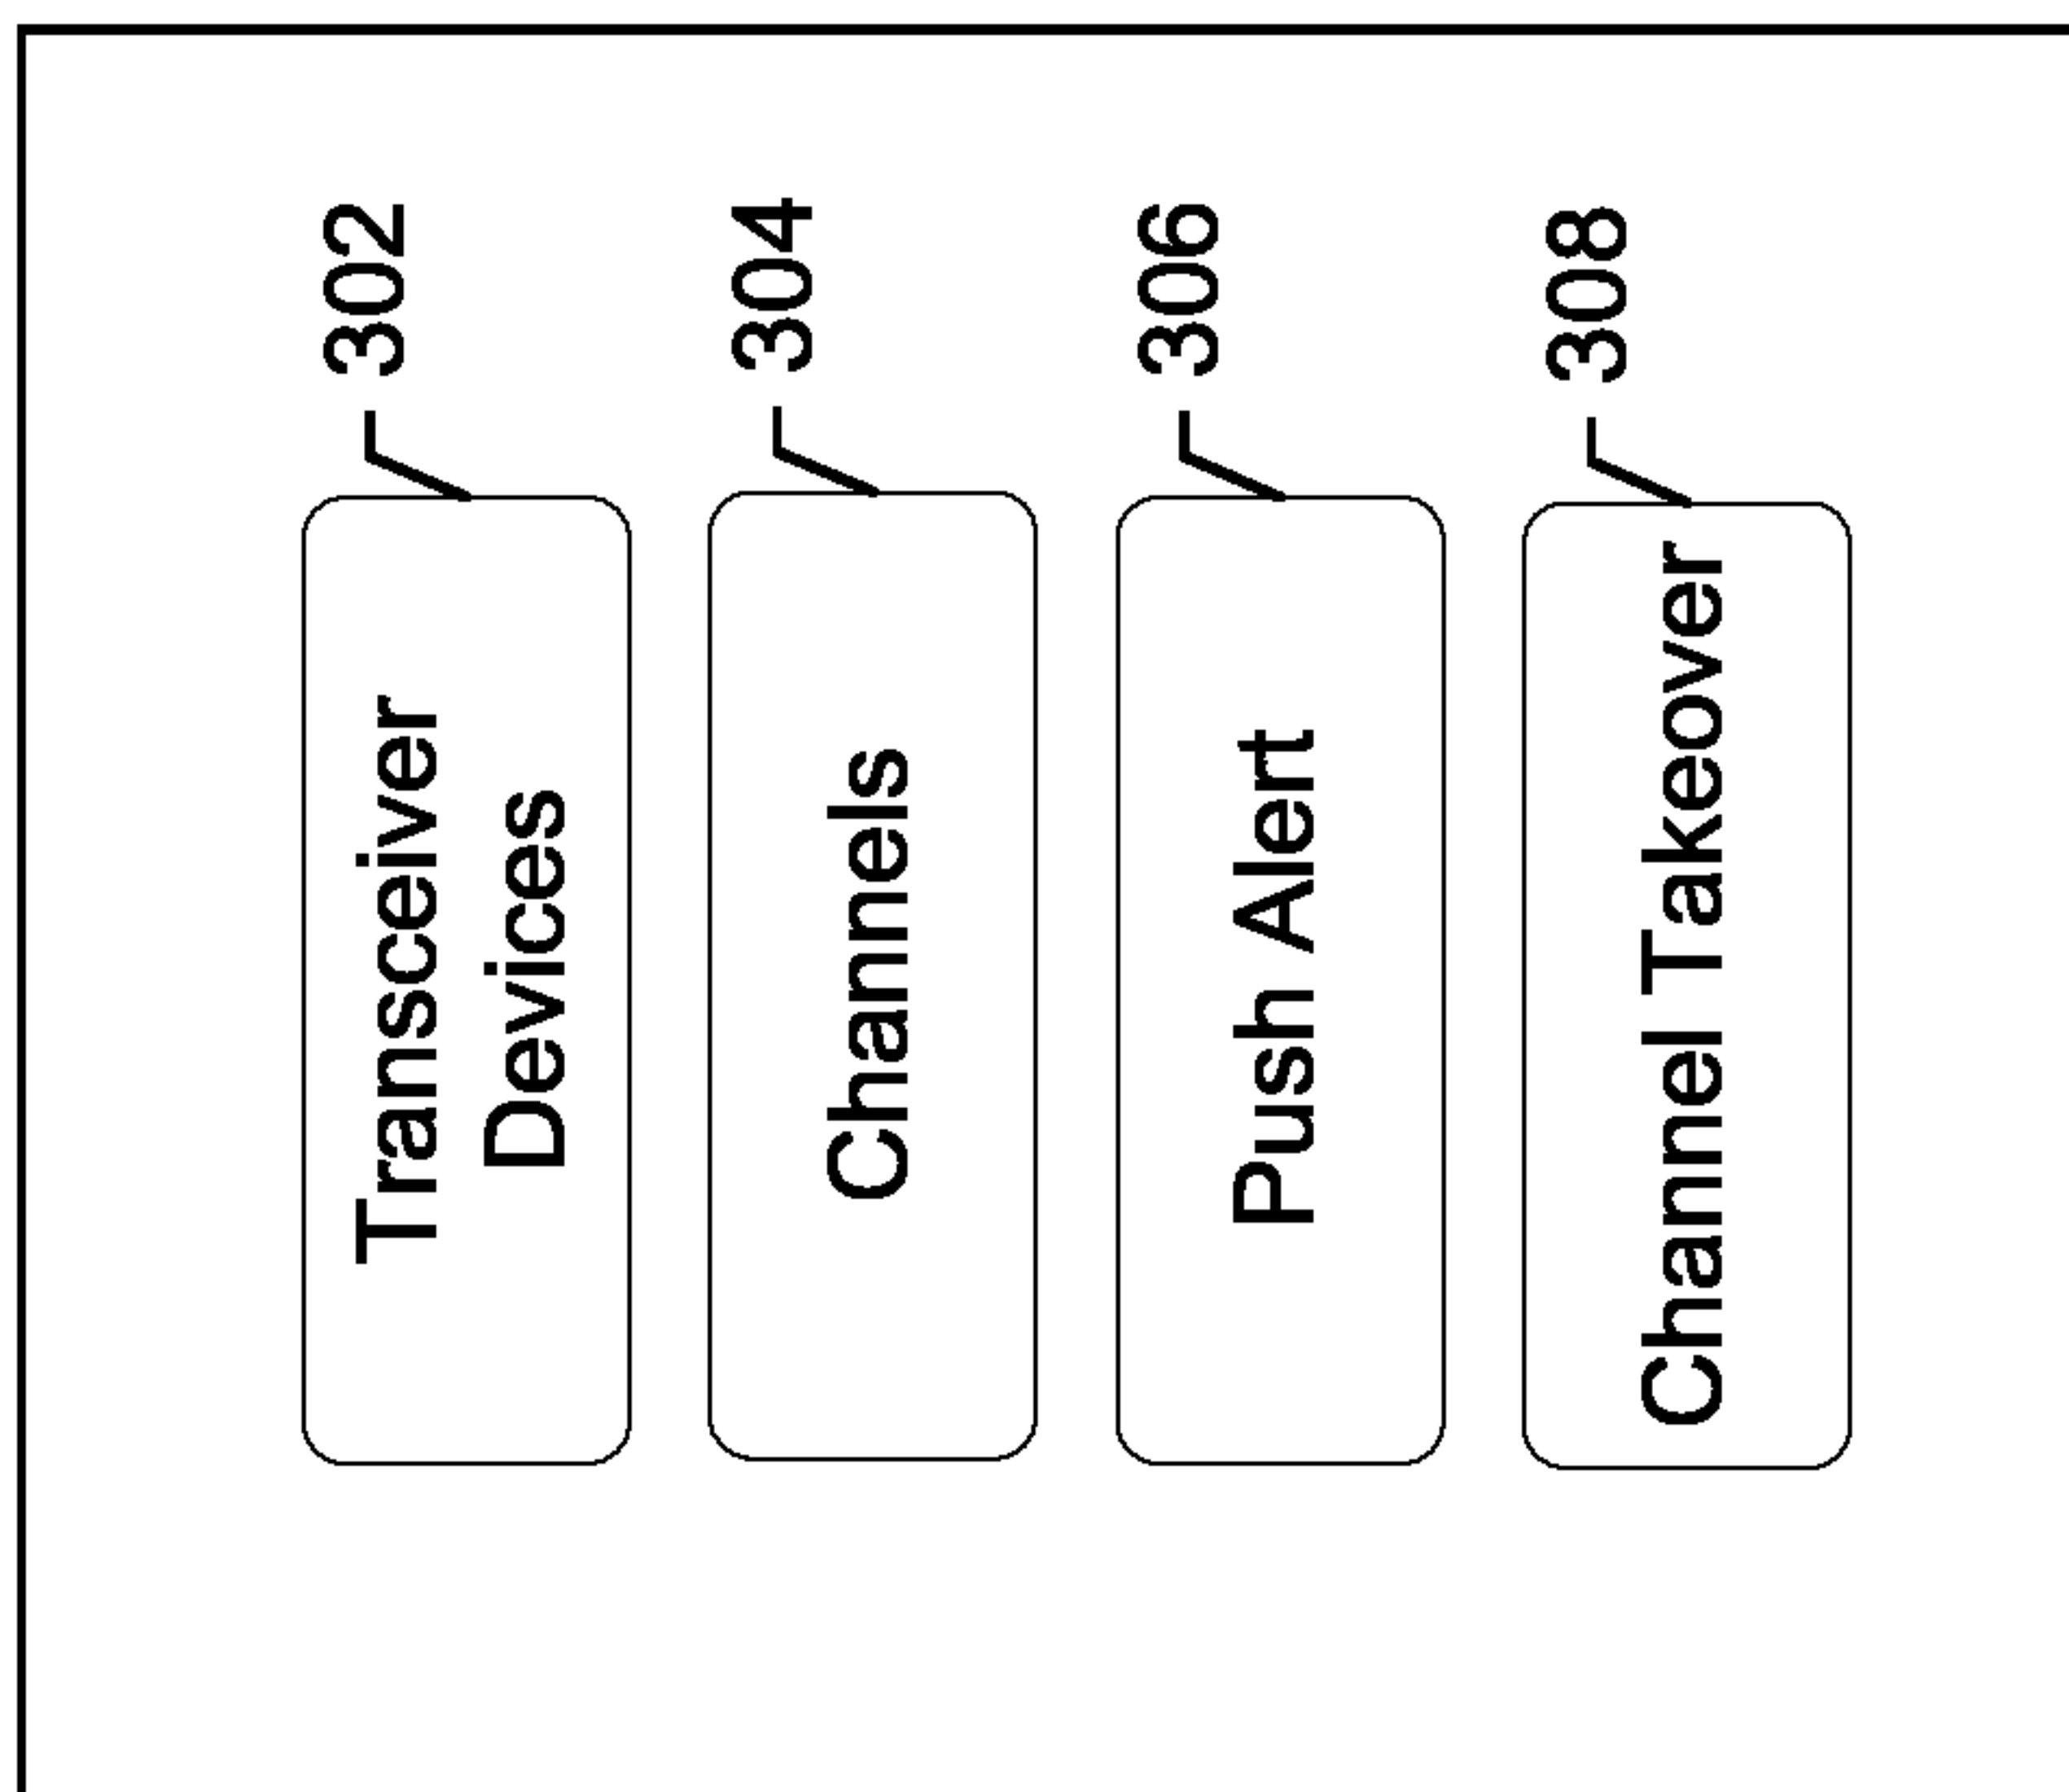 Transceiver
Devices
302
Channels
304
Push Alert
306
Channel Takeover
308